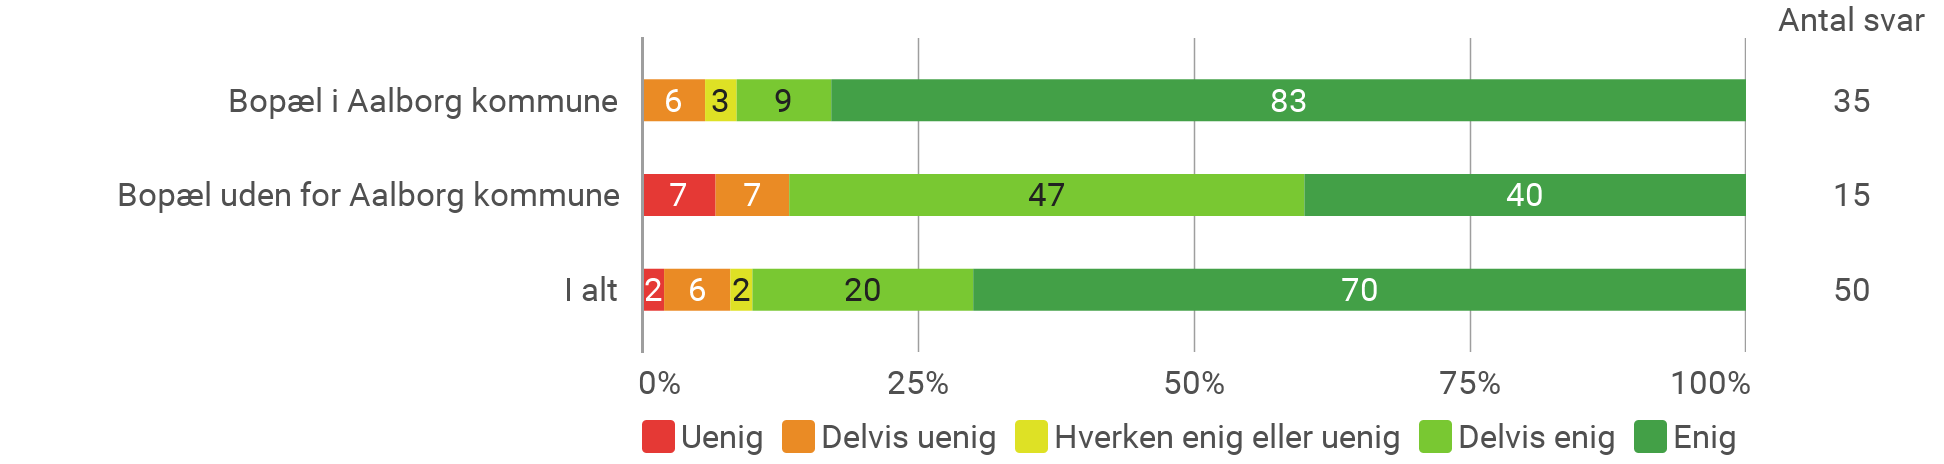 Antal svar
Bopæl i Aalborg kommune 6 3 9 83 35
Bopæl uden for Aalborg kommune 7 7 47 40 15
I alt 2 6 2 20 70 50
0% 25% 50% 75% 100%
Uenig Delvis uenig Hverken enig eller uenig Delvis enig Enig